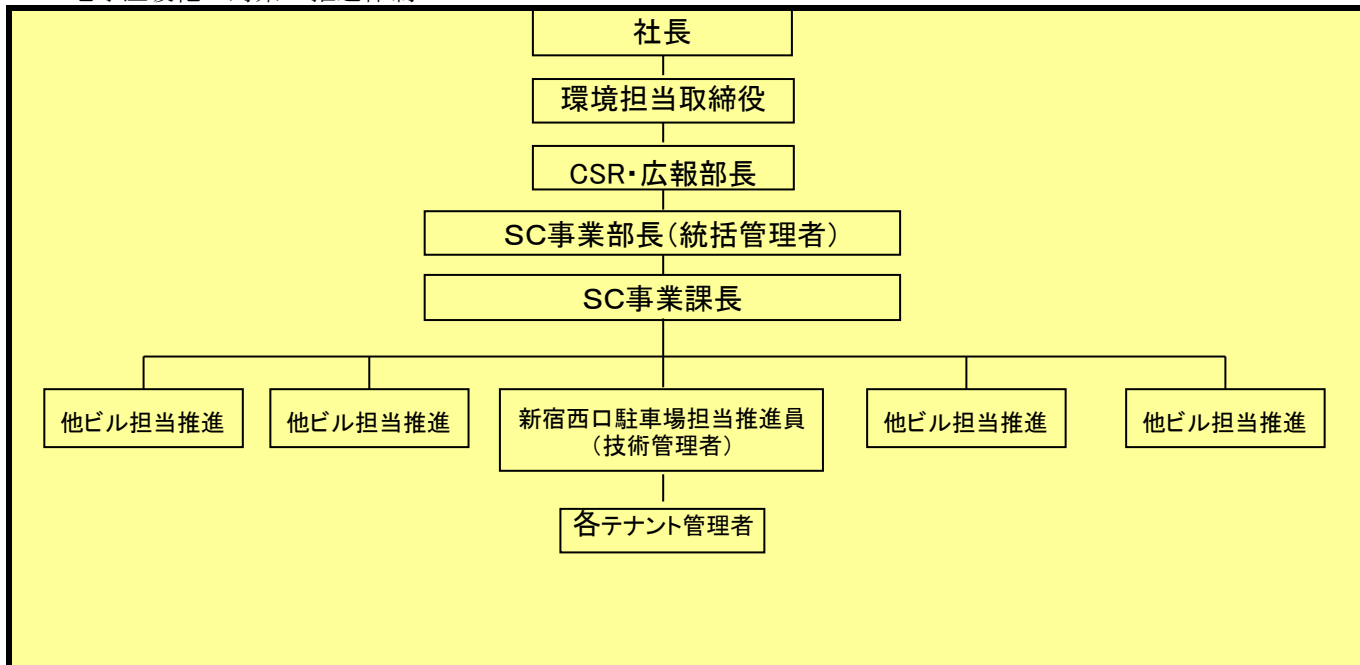 社長
環境担当取締役
CSR・広報部長
SC事業部長(統括管理者)
SC事業課長
他ビル担当推進
他ビル担当推進
新宿西口駐車場担当推進員
(技術管理者)
他ビル担当推進
他ビル担当推進
各テナント管理者